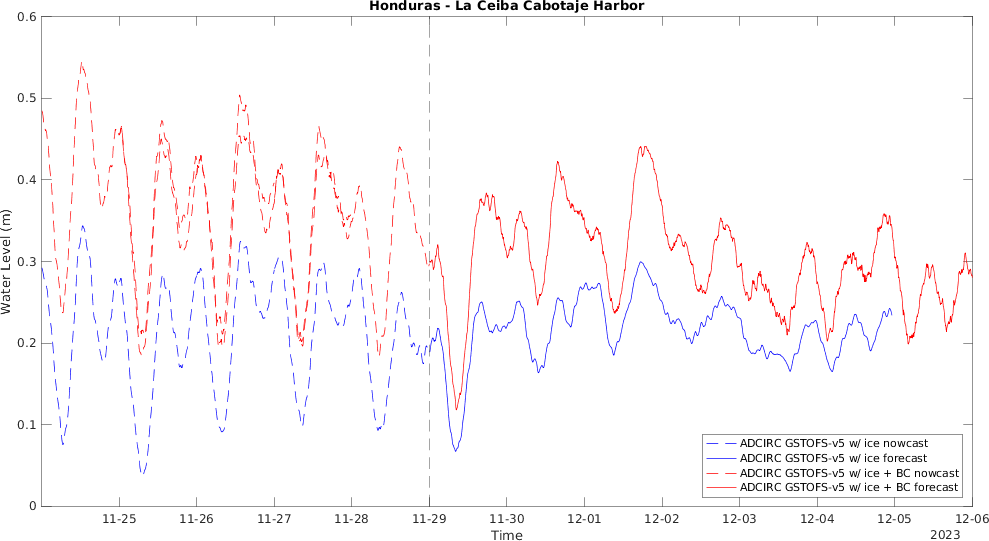 Honduras - La Ceiba Cabotaje Harbor
0.6
0.5
0.4
0.3
0.2
0.1
0
Water Level (m)
ADCIRC GSTOFS-v5 w/ ice nowcast
ADCIRC GSTOFS-v5 w/ ice forecast
ADCIRC GSTOFS-v5 w/ ice + BC nowcast
ADCIRC GSTOFS-v5 w/ ice + BC forecast
11-25 11-26 11-27 11-28 11-29 11-30 12-01 12-02 12-03 12-04 12-05 12-06
Time
2023